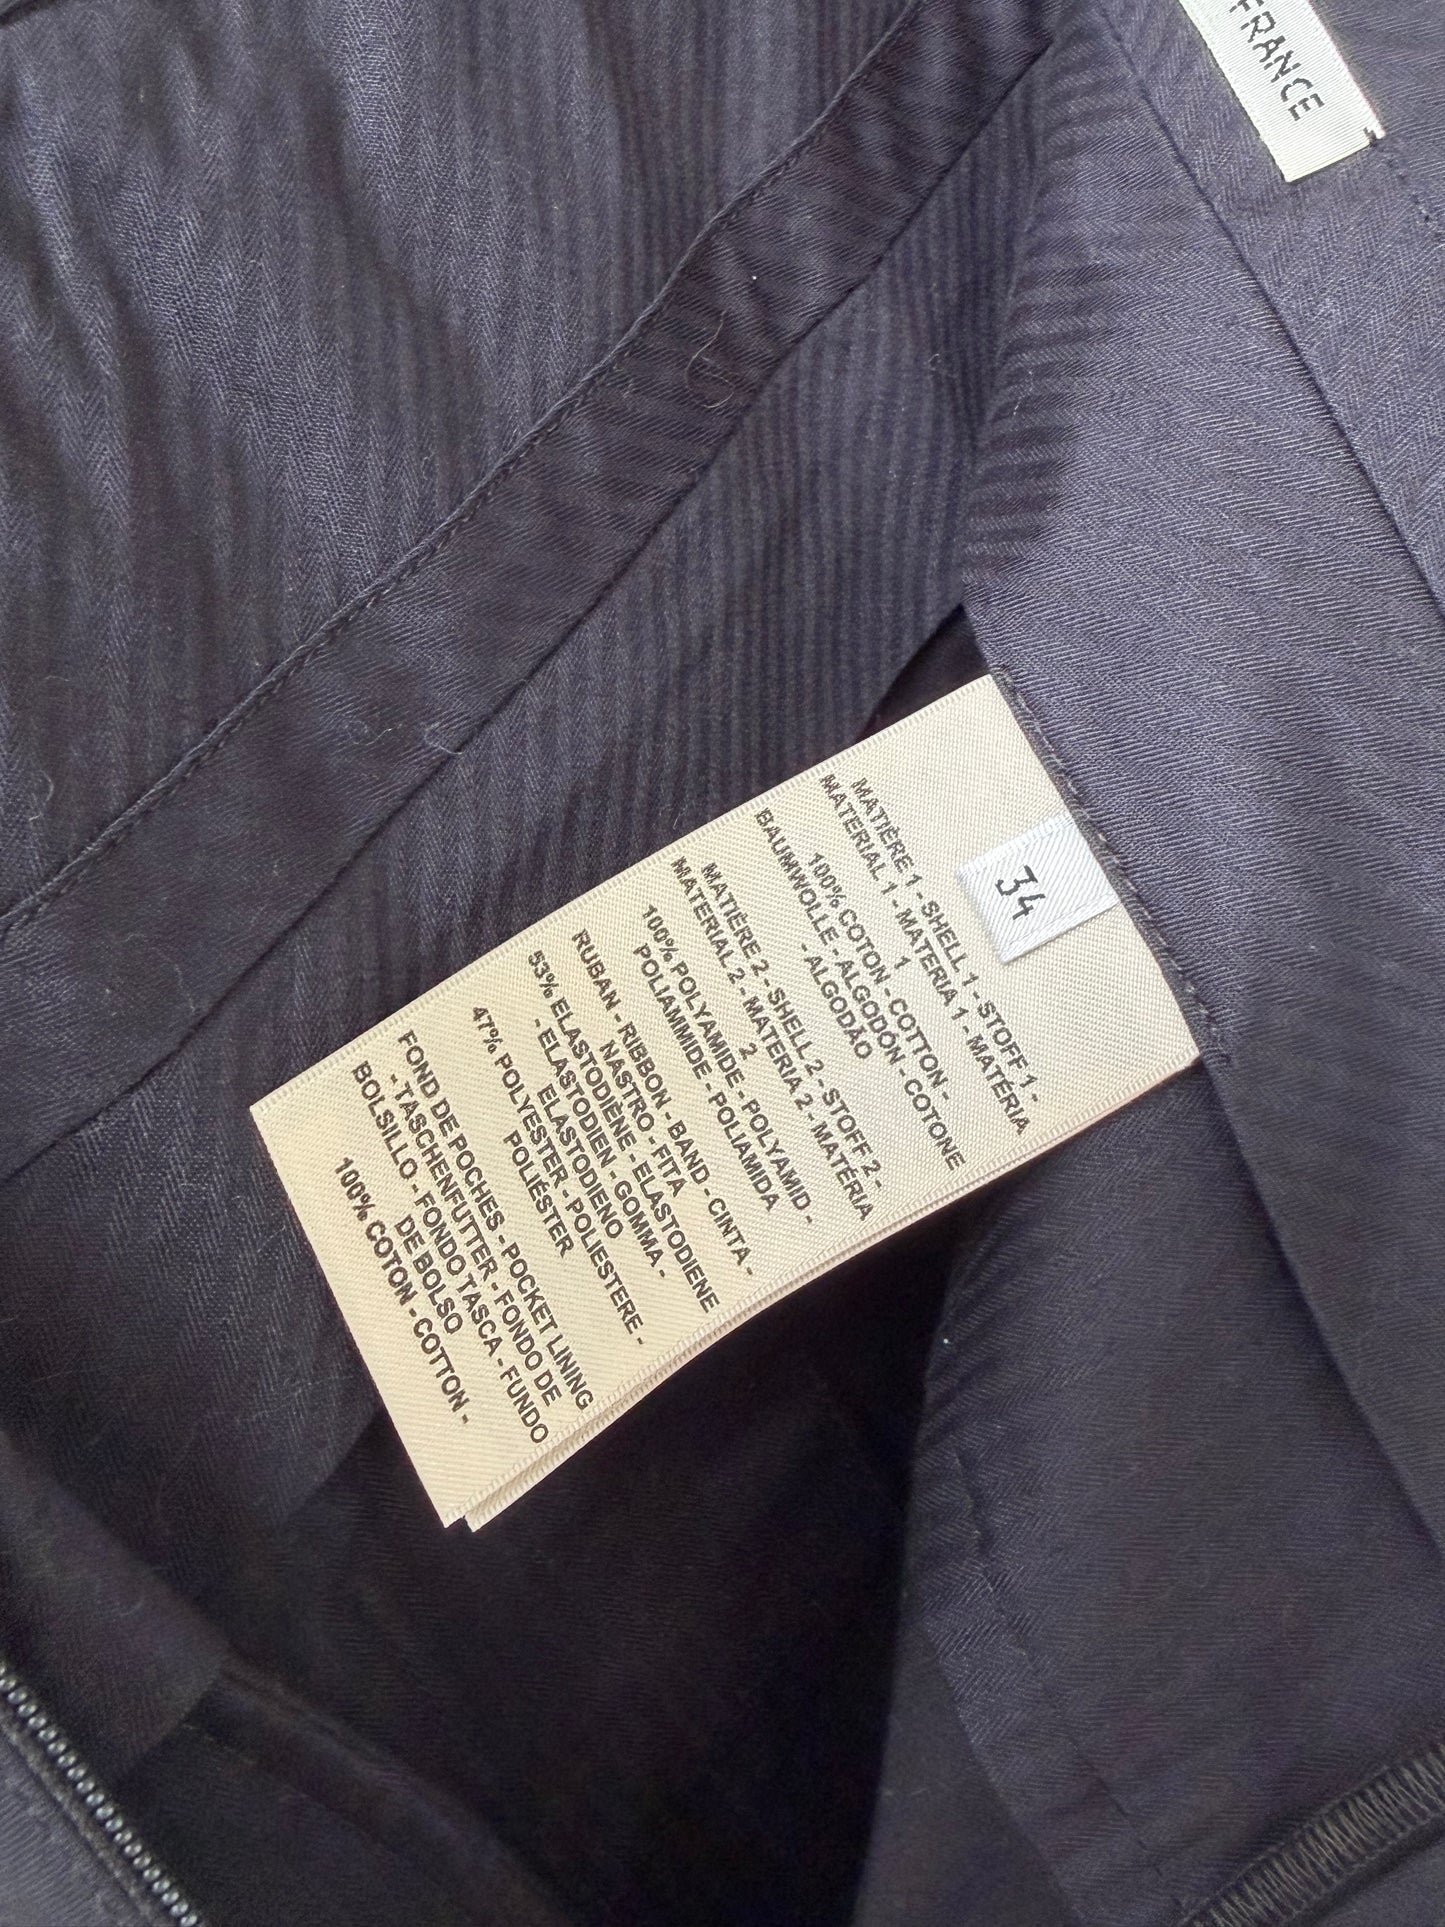 FRANCE
34
MATIÈRE 1 - SHELL 1 - STOFF 1 -
MATERIAL 1 - MATERIA 1 - MATÉRIA
1
100% COTON - COTTON -
BAUMWOLLE - ALGODÓN - COTONE
- ALGODÃO
MATIÈRE 2 - SHELL 2 - STOFF 2 -
MATERIAL 2 - MATERIA 2 - MATÉRIA
2
100% POLYAMIDE - POLYAMID -
POLIAMMIDE - POLIAMIDA
RUBAN - RIBBON - BAND - CINTA -
NASTRO - FITA
53% ELASTODIÈNE - ELASTODIENE
- ELASTODIEN - GOMMA -
ELASTODIENO
47% POLYESTER - POLIESTERE -
POLIÉSTER
FOND DE POCHES - POCKET LINING
- TASCHENFUTTER - FONDO DE
BOLSILLO - FONDO TASCA - FUNDO
DE BOLSO
100% COTON - COTTON -